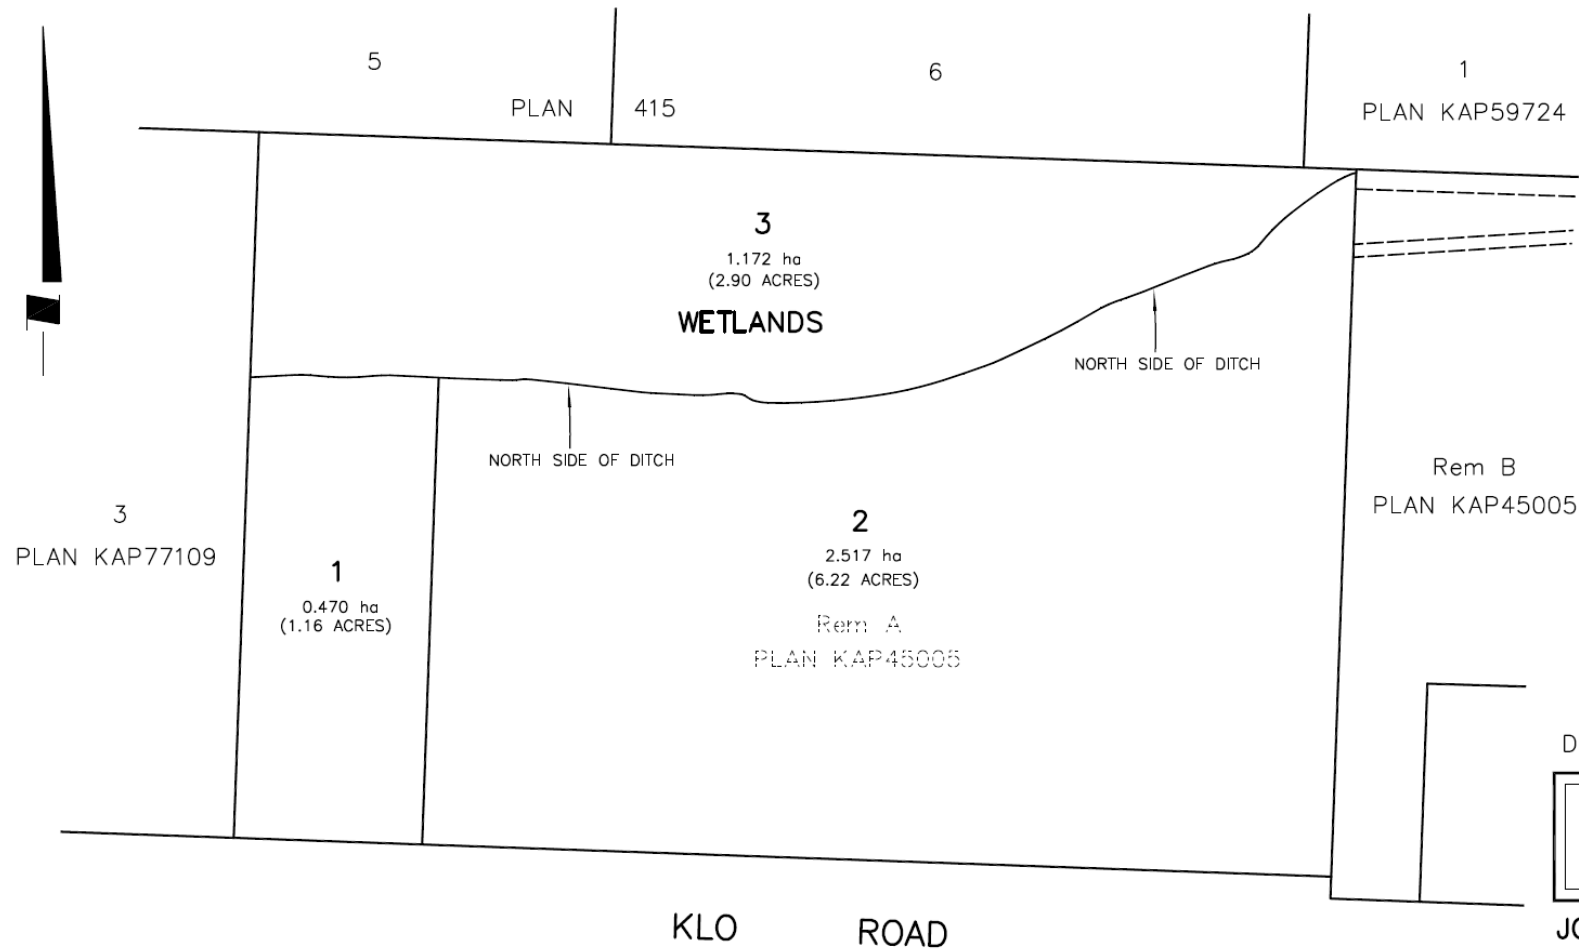 5
6
1
PLAN 415
PLAN KAP59724
3
1.172 ha
(2.90 ACRES)
WETLANDS
NORTH SIDE OF DITCH
NORTH SIDE OF DITCH
Rem B
PLAN KAP45005
3
PLAN KAP77109
2
2.517 ha
(6.22 ACRES)
Rem A
PLAN KAP45005
1
0.470 ha
(1.16 ACRES)
D
JO
KLO ROAD
N